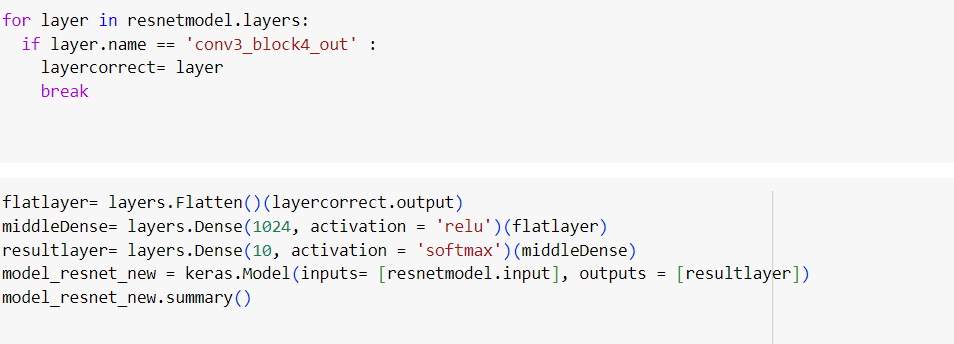 for layer in resnetmodel.layers:
  if layer.name == 'conv3_block4_out' :
    layercorrect= layer
    break
flatlayer= layers.Flatten()(layercorrect.output)
middleDense= layers.Dense(1024, activation = 'relu')(flatlayer)
resultlayer= layers.Dense(10, activation = 'softmax')(middleDense)
model_resnet_new = keras.Model(inputs= [resnetmodel.input], outputs = [resultlayer])
model_resnet_new.summary()